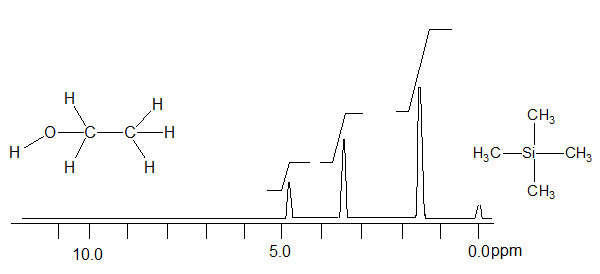 H H
H O C C H
H H
CH3
H3C Si CH3
CH3
10.0 5.0 0.0ppm